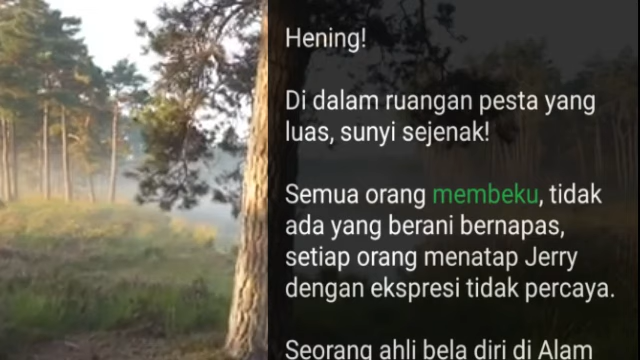 Hening!
Di dalam ruangan pesta yang
luas, sunyi sejenak!
Semua orang membeku, tidak
ada yang berani bernapas,
setiap orang menatap Jerry
dengan ekspresi tidak percaya.
Seorang ahli bela diri di Alam